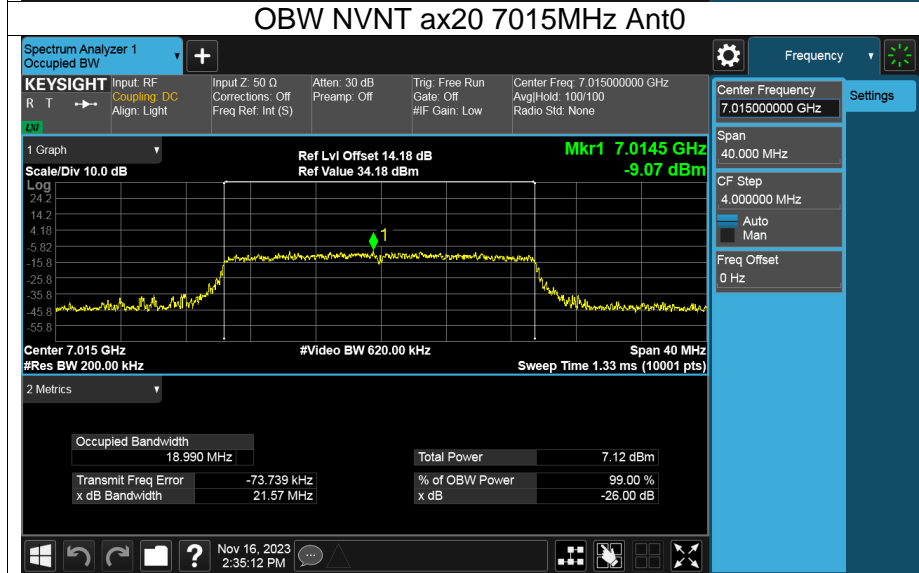 OBW NVNT ax20 7015MHz Ant0
Spectrum Analyzer 1
Occupied BW
+
Frequency
KEYSIGHT
R T
LXI
Input: RF
Coupling: DC
Align: Light
Input Z: 50 Ω
Corrections: Off
Freq Ref: Int (S)
Atten: 30 dB
Preamp: Off
Trig: Free Run
Gate: Off
#IF Gain: Low
Center Freq: 7.015000000 GHz
Avg|Hold: 100/100
Radio Std: None
Center Frequency
7.015000000 GHz
Settings
Span
40.000 MHz
CF Step
4.000000 MHz
Auto
Man
Freq Offset
0 Hz
1 Graph
Scale/Div 10.0 dB
Ref Lvl Offset 14.18 dB
Ref Value 34.18 dBm
Mkr1 7.0145 GHz
-9.07 dBm
Log
24.2
14.2
4.18
-5.82
-15.8
-25.8
-35.8
-45.8
-55.8
1
Center 7.015 GHz
#Res BW 200.00 kHz
#Video BW 620.00 kHz
Span 40 MHz
Sweep Time 1.33 ms (10001 pts)
2 Metrics
Occupied Bandwidth
18.990 MHz
Total Power 7.12 dBm
Transmit Freq Error -73.739 kHz
% of OBW Power 99.00 %
x dB Bandwidth 21.57 MHz
x dB -26.00 dB
?
Nov 16, 2023
2:35:12 PM